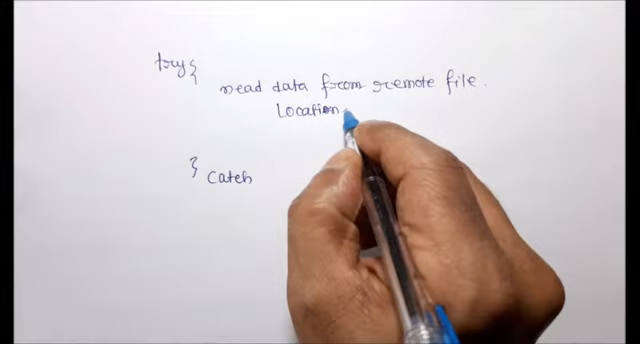 try{
read data from remote file.
Location
} catch